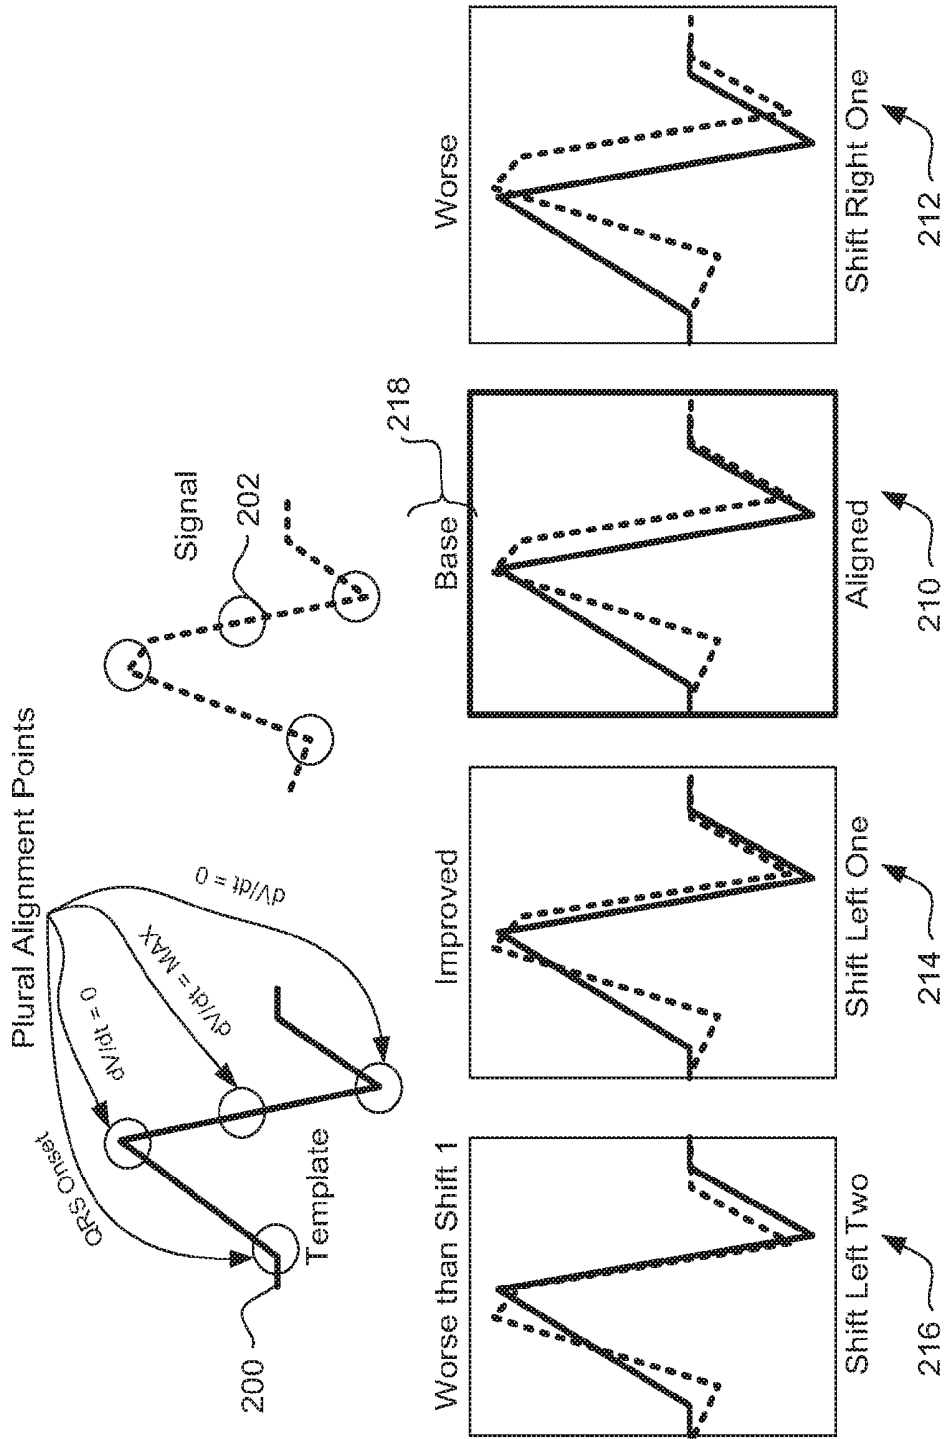 Plural Alignment Points
QRS Onset
dV/dt = 0
dV/dt = MAX
dV/dt = 0
200
Template
Signal
202
218
Worse than Shift 1
Improved
Base
Worse
Shift Left Two
Shift Left One
Aligned
Shift Right One
216
214
210
212